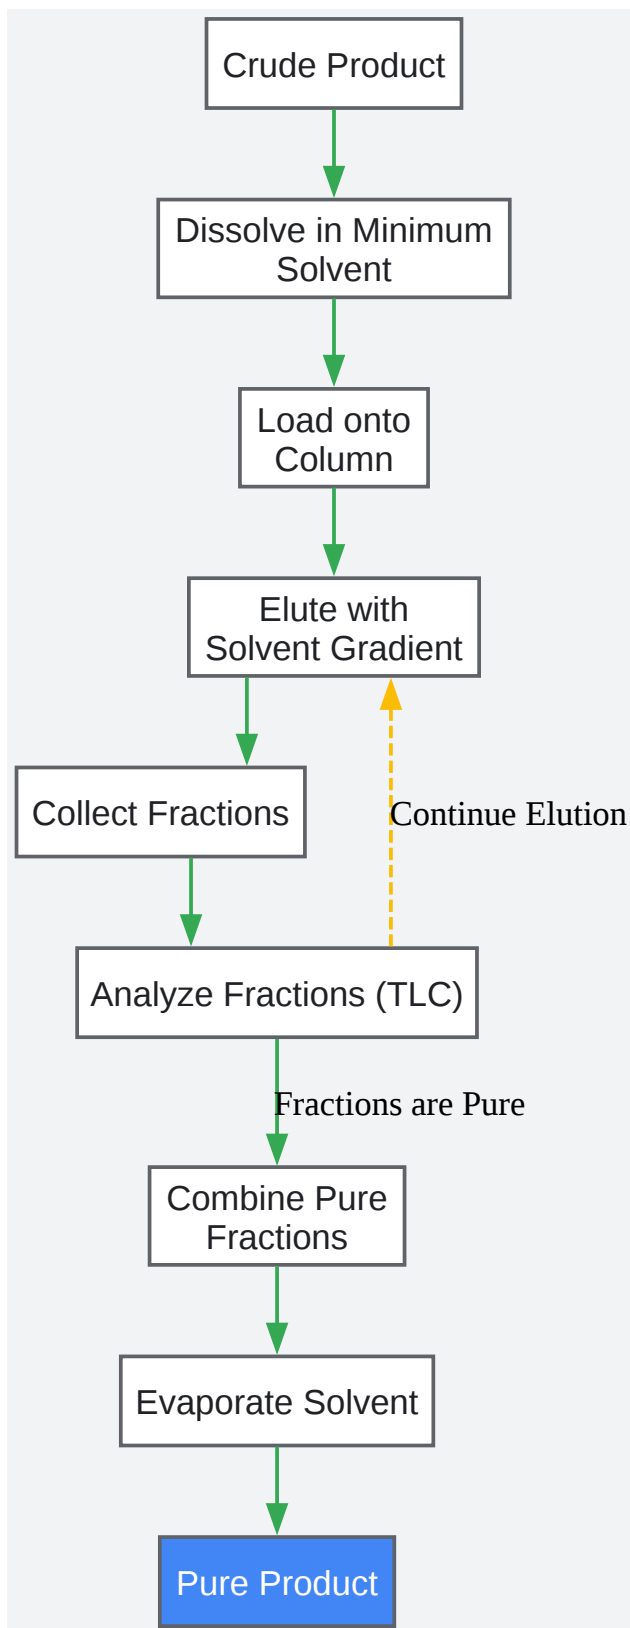 Crude Product
Dissolve in Minimum
Solvent
Load onto
Column
Elute with
Solvent Gradient
Collect Fractions
Continue Elution
Analyze Fractions (TLC)
Fractions are Pure
Combine Pure
Fractions
Evaporate Solvent
Pure Product